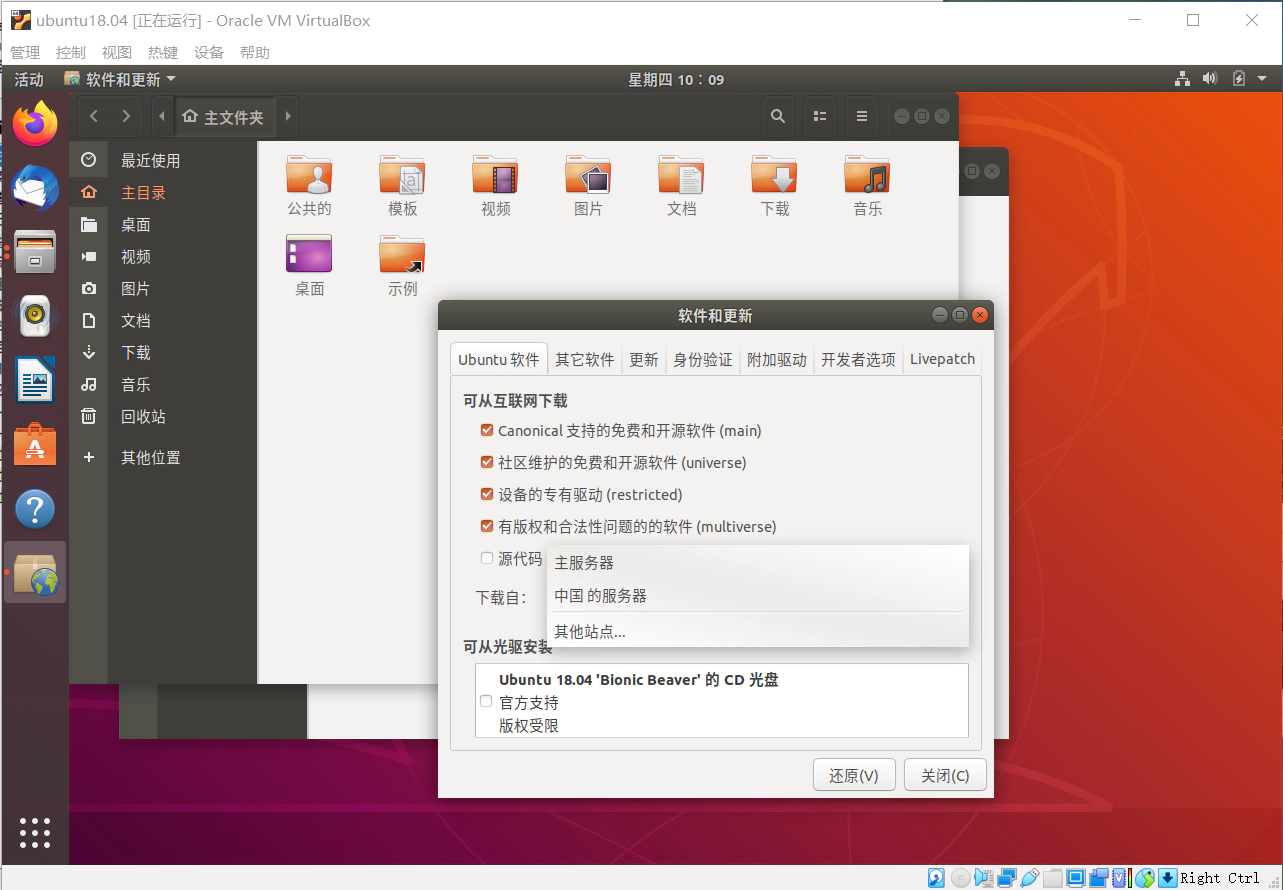 ubuntu18.04 [正在运行] - Oracle VM VirtualBox
管理 控制 视图 热键 设备 帮助
活动 软件和更新 星期四 10：09
主文件夹
最近使用
主目录
桌面
视频
图片
文档
下载
音乐
回收站
其他位置
公共的 模板 视频 图片 文档 下载 音乐
桌面 示例
软件和更新
Ubuntu 软件 其它软件 更新 身份验证 附加驱动 开发者选项 Livepatch
可从互联网下载
Canonical 支持的免费和开源软件 (main)
社区维护的免费和开源软件 (universe)
设备的专有驱动 (restricted)
有版权和合法性问题的的软件 (multiverse)
源代码
主服务器
下载自：
中国 的服务器
其他站点...
可从光驱安装
Ubuntu 18.04 'Bionic Beaver' 的 CD 光盘
官方支持
版权受限
还原(V) 关闭(C)
Right Ctrl